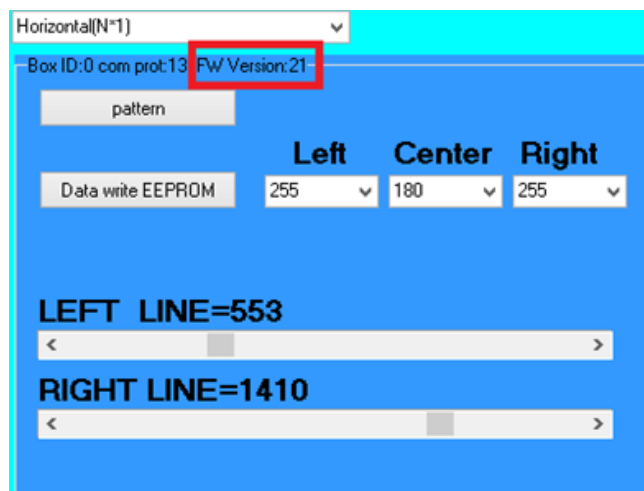 Horizontal(N*1)
Box ID:0 com prot:13 FW Version:21
pattern
Left Center Right
Data write EEPROM 255 180 255
LEFT LINE=553
RIGHT LINE=1410